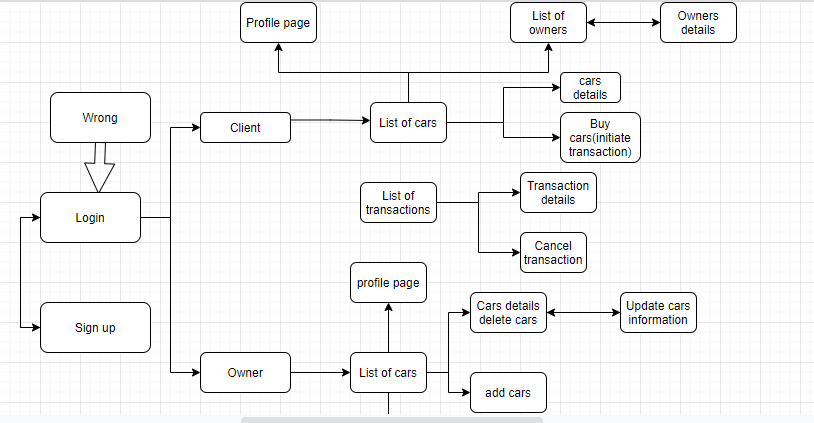 Profile page
List of
owners
Owners
details
Wrong
Client
List of cars
cars
details
Buy
cars(initiate
transaction)
Login
List of
transactions
Transaction
details
Cancel
transaction
Sign up
profile page
Cars details
delete cars
Update cars
information
Owner
List of cars
add cars